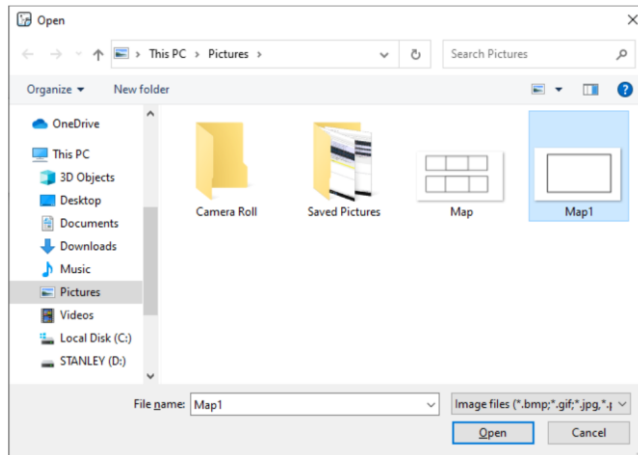 Open
This PC > Pictures >
Search Pictures
Organize
New folder
OneDrive
This PC
3D Objects
Desktop
Documents
Downloads
Music
Pictures
Videos
Local Disk (C:)
STANLEY (D:)
Camera Roll
Saved Pictures
Map
Map1
File name: Map1
Image files (*.bmp;*.gif;*.jpg,*.
Open
Cancel